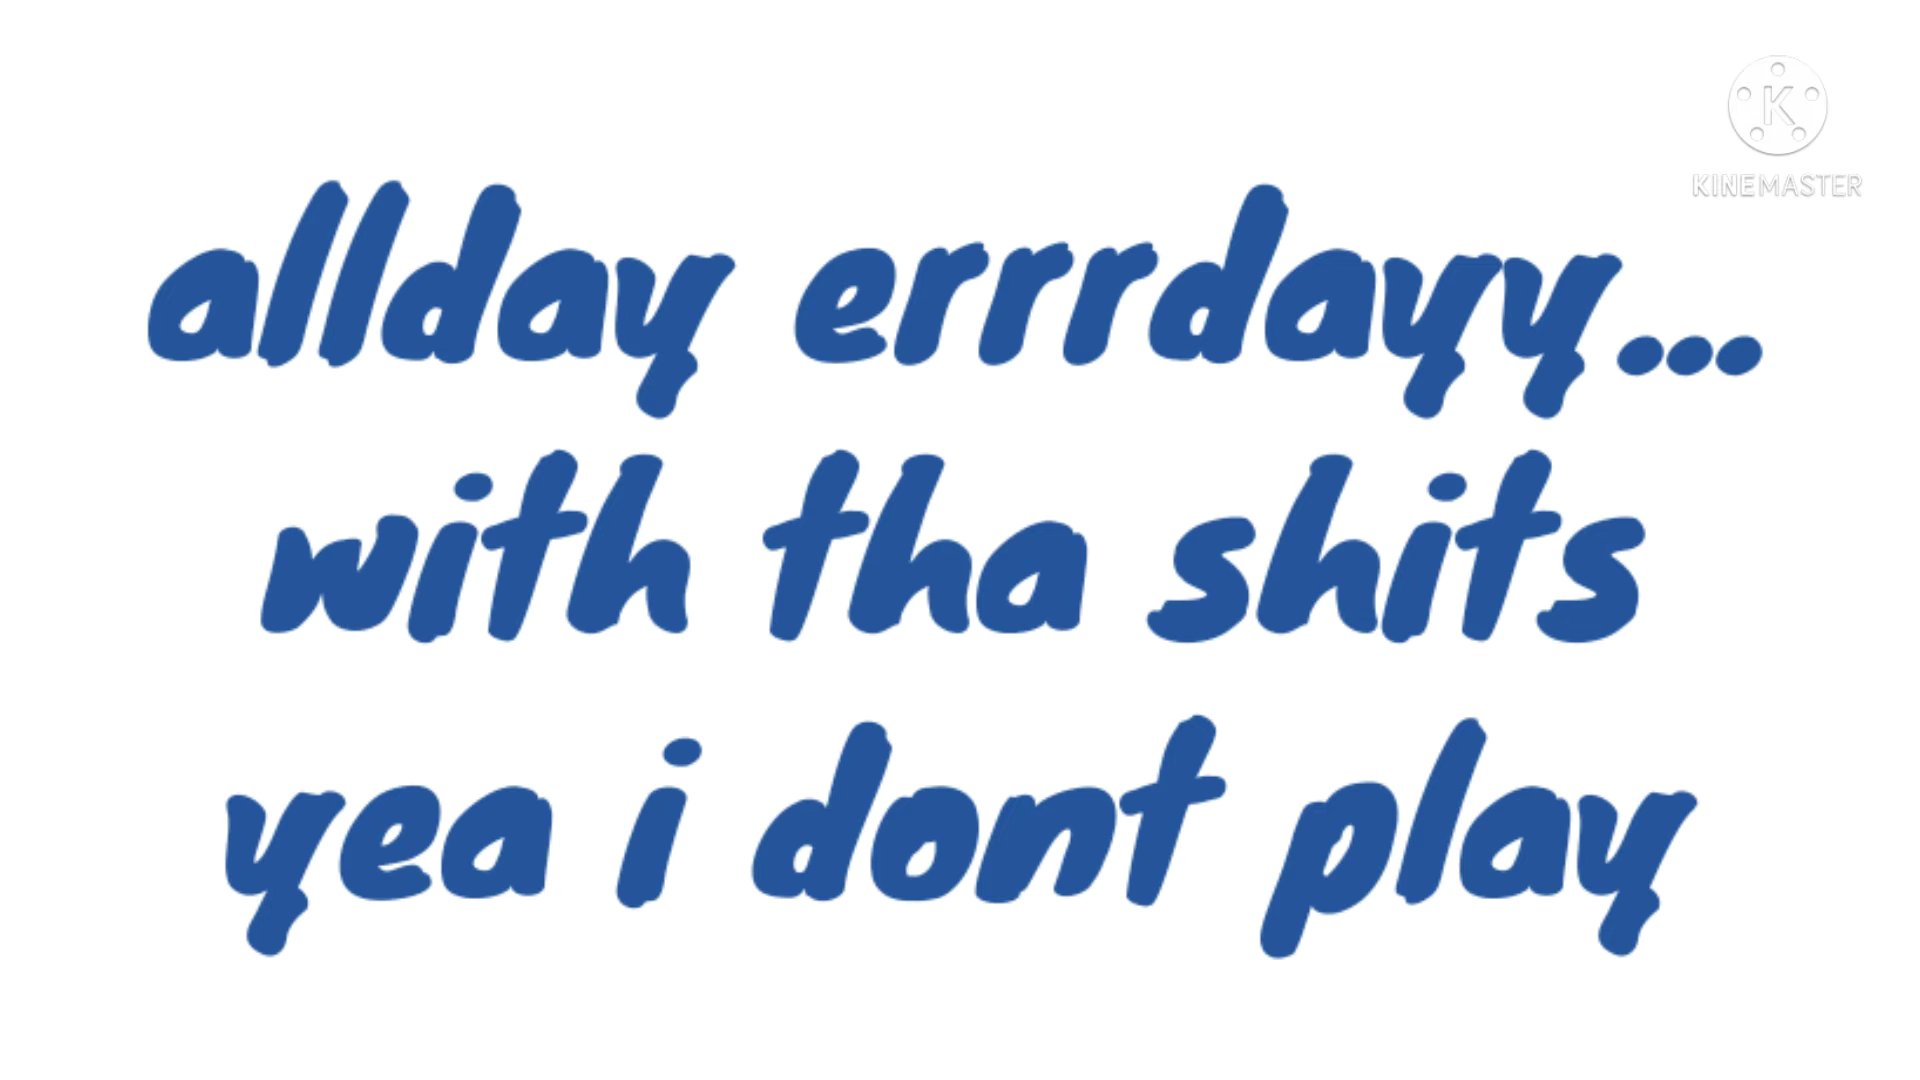 K
KINEMASTER
allday errrdayy...
with tha shits
yea i dont play